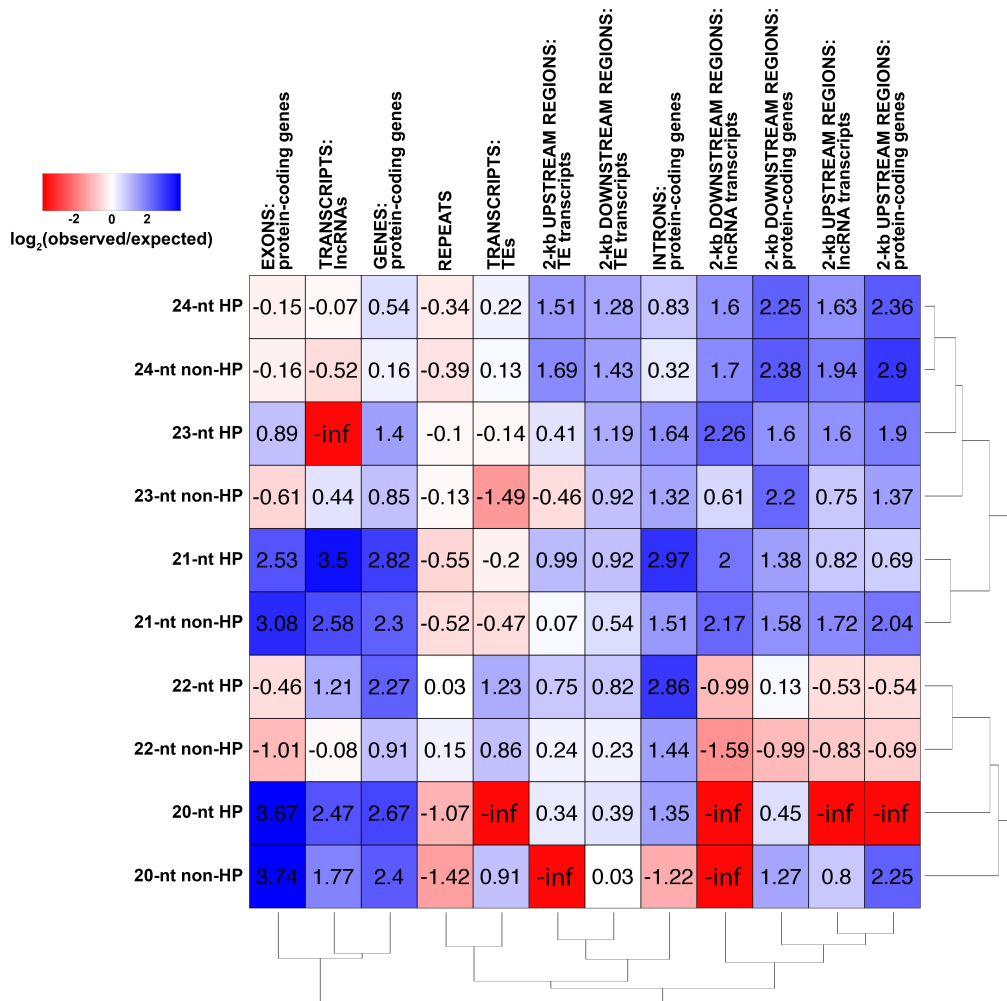 EXONS:
protein-coding genes
TRANSCRIPTS:
lncRNAs
GENES:
protein-coding genes
REPEATS
TRANSCRIPTS:
TEs
2-kb UPSTREAM REGIONS:
TE transcripts
2-kb DOWNSTREAM REGIONS:
TE transcripts
INTRONS:
protein-coding genes
2-kb DOWNSTREAM REGIONS:
lncRNA transcripts
2-kb DOWNSTREAM REGIONS:
protein-coding genes
2-kb UPSTREAM REGIONS:
lncRNA transcripts
2-kb UPSTREAM REGIONS:
protein-coding genes
-2 0 2
log2(observed/expected)
24-nt HP -0.15 -0.07 0.54 -0.34 0.22 1.51 1.28 0.83 1.6 2.25 1.63 2.36
24-nt non-HP -0.16 -0.52 0.16 -0.39 0.13 1.69 1.43 0.32 1.7 2.38 1.94 2.9
23-nt HP 0.89 -inf 1.4 -0.1 -0.14 0.41 1.19 1.64 2.26 1.6 1.6 1.9
23-nt non-HP -0.61 0.44 0.85 -0.13 -1.49 -0.46 0.92 1.32 0.61 2.2 0.75 1.37
21-nt HP 2.53 3.5 2.82 -0.55 -0.2 0.99 0.92 2.97 2 1.38 0.82 0.69
21-nt non-HP 3.08 2.58 2.3 -0.52 -0.47 0.07 0.54 1.51 2.17 1.58 1.72 2.04
22-nt HP -0.46 1.21 2.27 0.03 1.23 0.75 0.82 2.86 -0.99 0.13 -0.53 -0.54
22-nt non-HP -1.01 -0.08 0.91 0.15 0.86 0.24 0.23 1.44 -1.59 -0.99 -0.83 -0.69
20-nt HP 3.67 2.47 2.67 -1.07 -inf 0.34 0.39 1.35 -inf 0.45 -inf -inf
20-nt non-HP 3.74 1.77 2.4 -1.42 0.91 -inf 0.03 -1.22 -inf 1.27 0.8 2.25